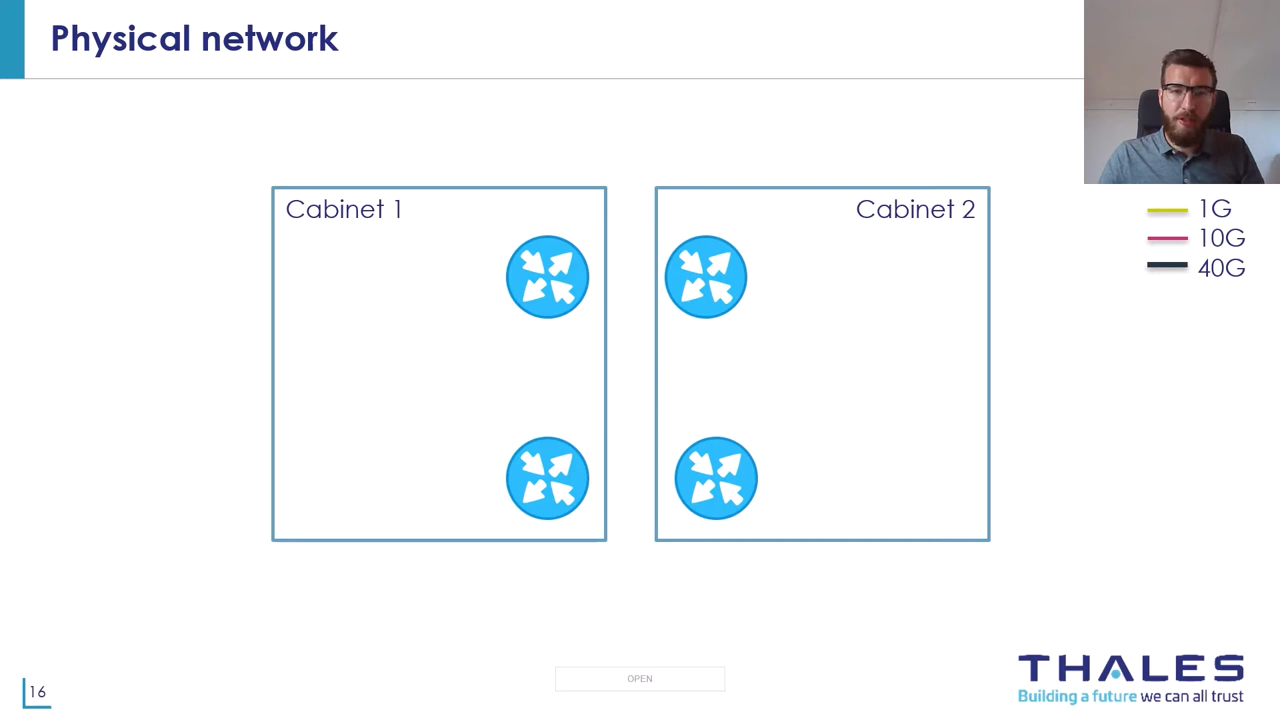 Physical network
Cabinet 1
Cabinet 2
1G
10G
40G
16
OPEN
THALES
Building a future we can all trust